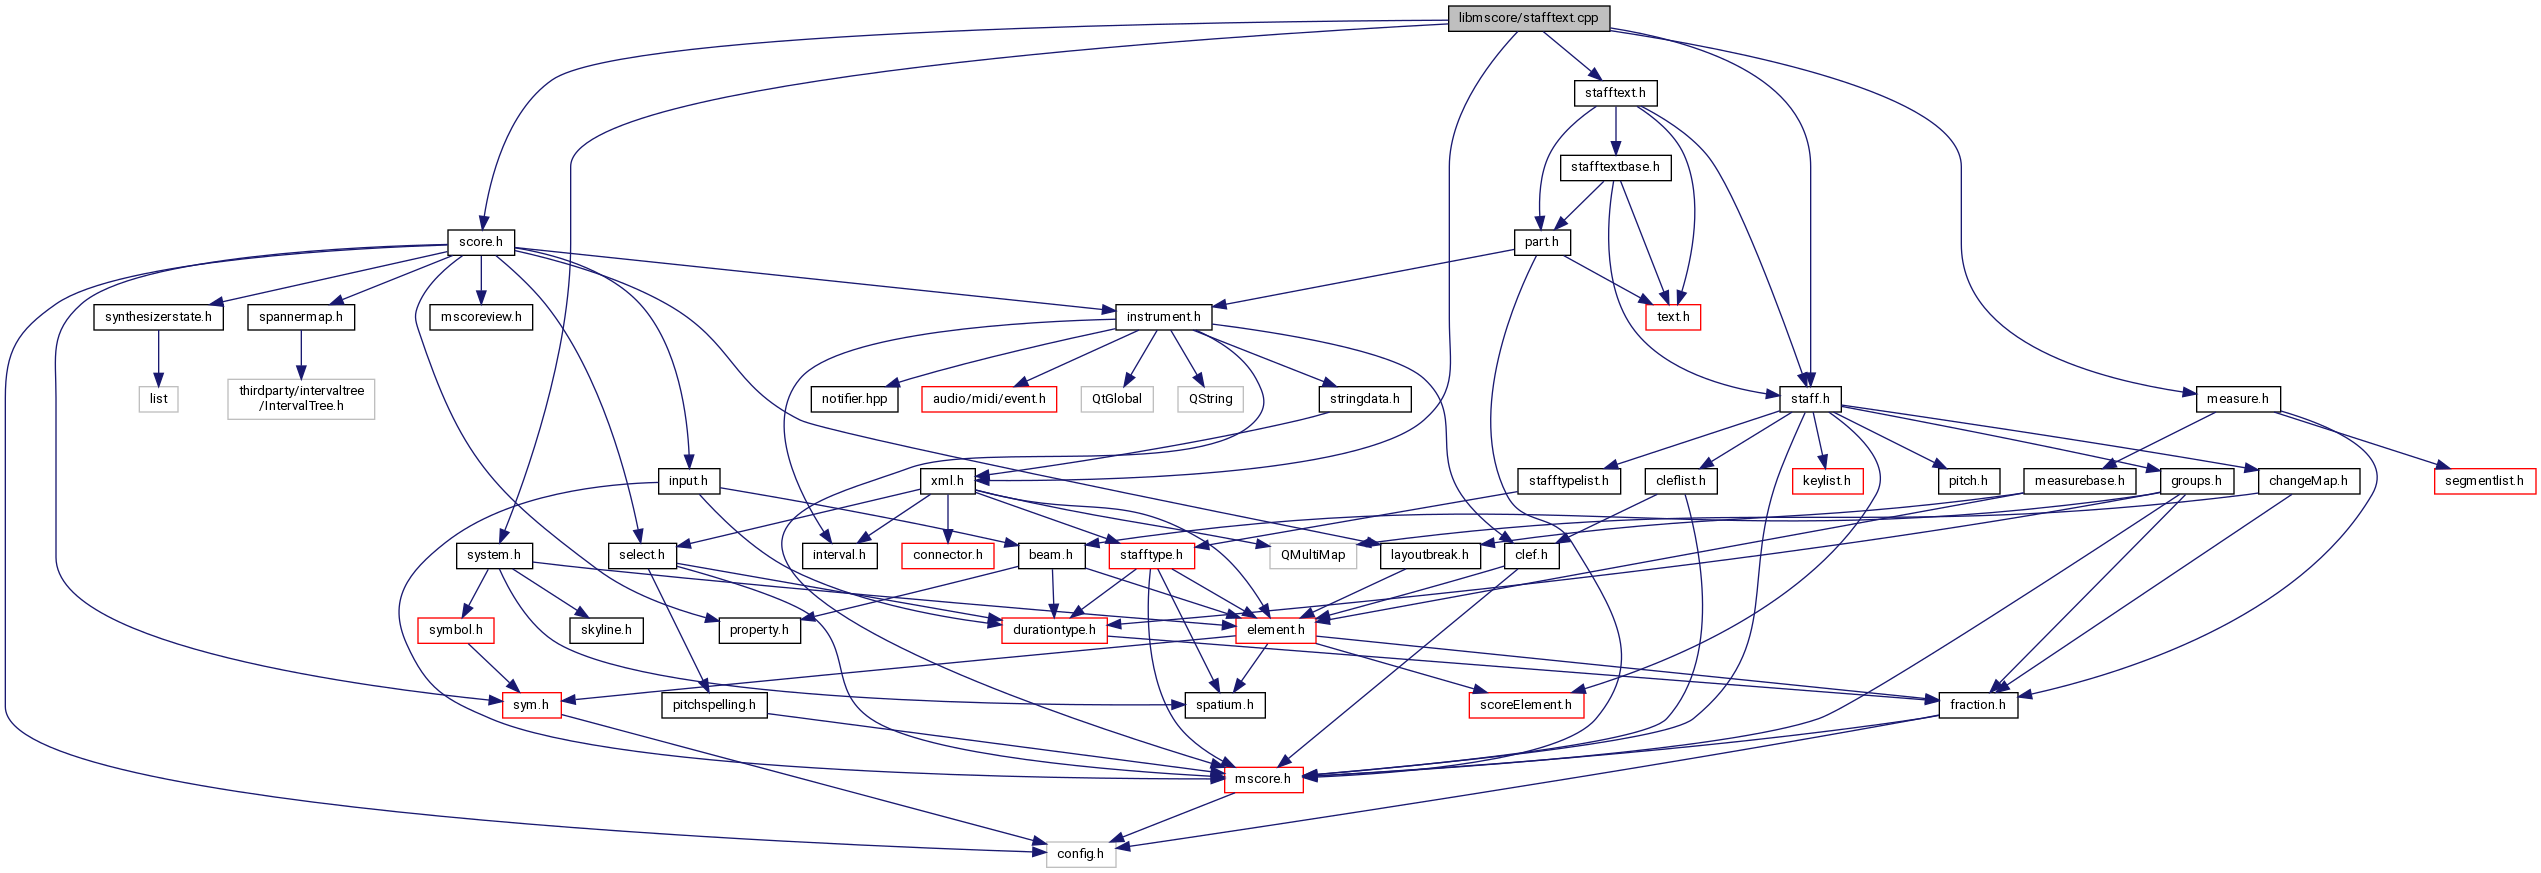 libmscore/stafftext.cpp
stafftext.h
stafftextbase.h
score.h
part.h
synthesizerstate.h
spannermap.h
mscoreview.h
instrument.h
text.h
list
thirdparty/intervaltree
/IntervalTree.h
notifier.hpp
audio/midi/event.h
QtGlobal
QString
stringdata.h
staff.h
measure.h
input.h
xml.h
stafftypelist.h
cleflist.h
keylist.h
pitch.h
measurebase.h
groups.h
changeMap.h
segmentlist.h
system.h
select.h
interval.h
connector.h
beam.h
stafftype.h
QMultiMap
layoutbreak.h
clef.h
symbol.h
skyline.h
property.h
durationtype.h
element.h
sym.h
pitchspelling.h
spatium.h
scoreElement.h
fraction.h
mscore.h
config.h